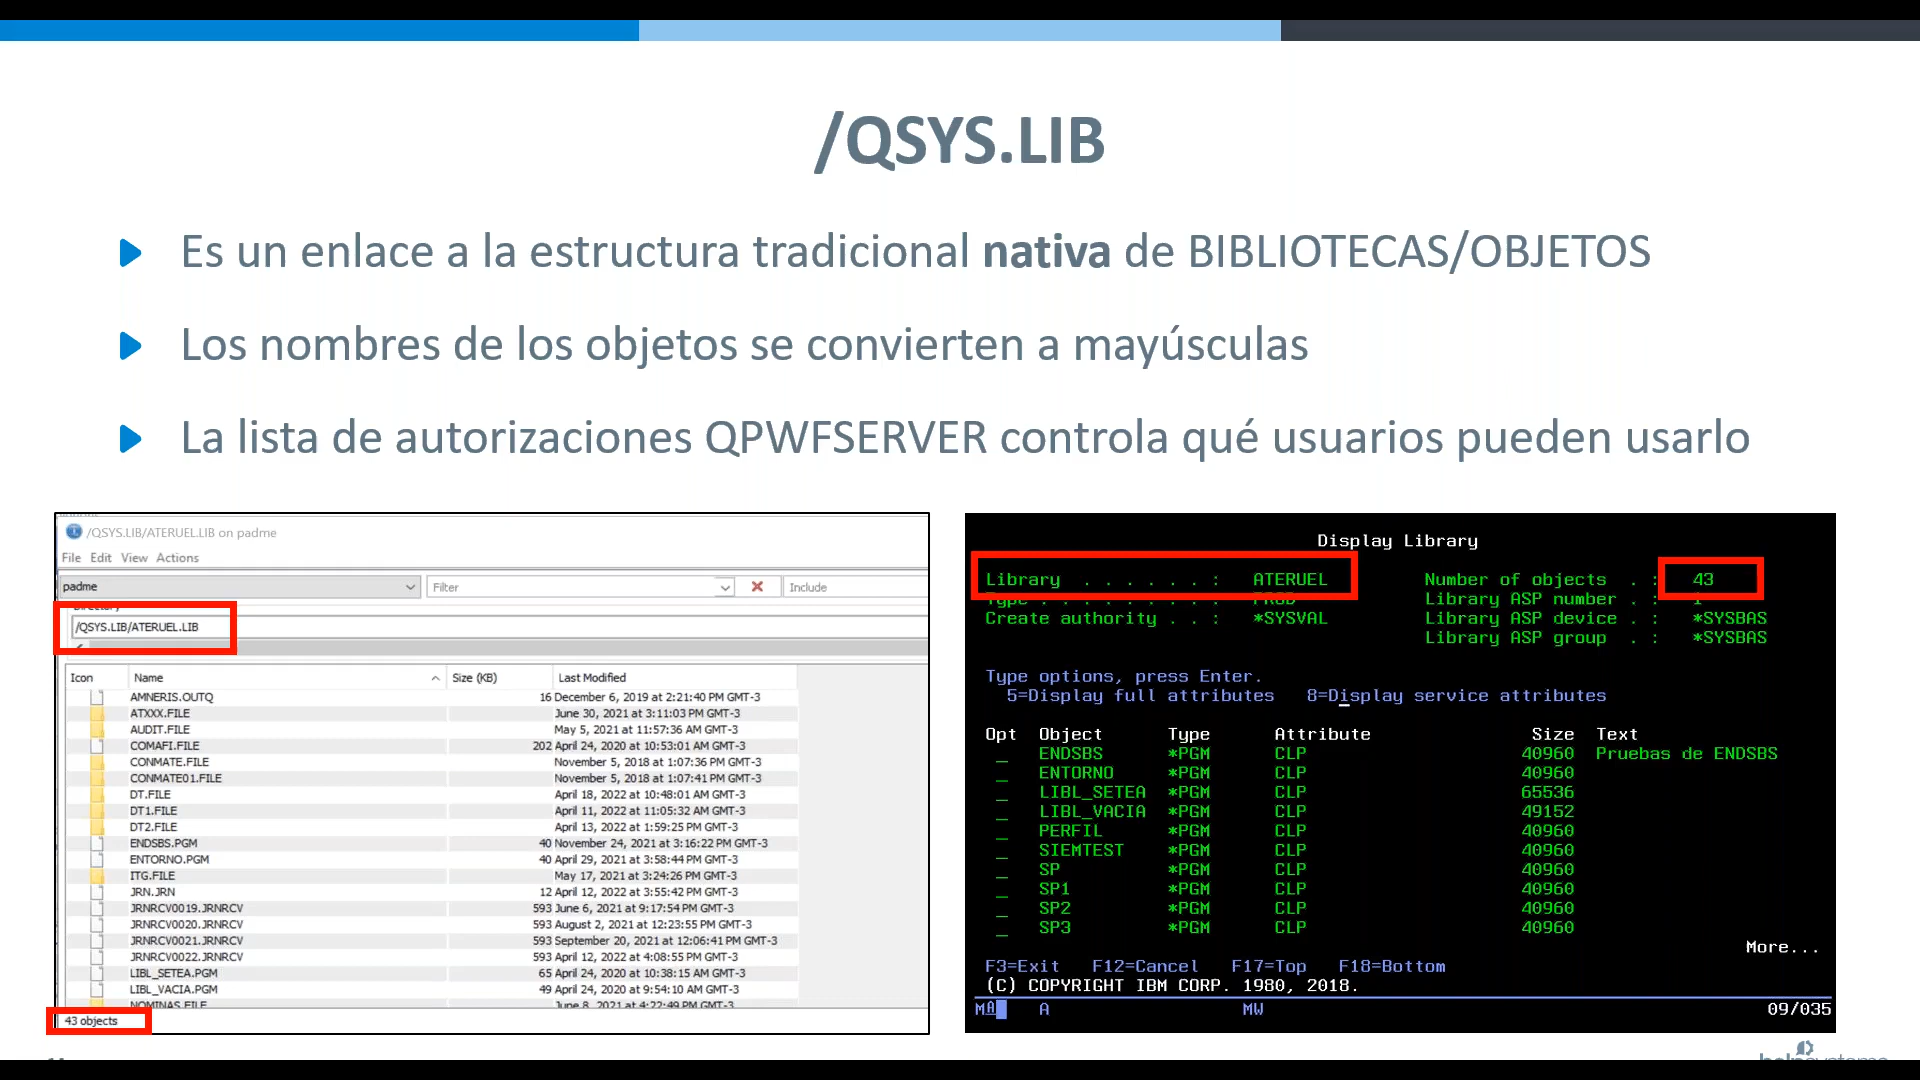 /QSYS.LIB
Es un enlace a la estructura tradicional nativa de BIBLIOTECAS/OBJETOS
Los nombres de los objetos se convierten a mayúsculas
La lista de autorizaciones QPWFSERVER controla qué usuarios pueden usarlo
/QSYS.LIB/ATERUEL.LIB on padme
File Edit View Actions
padme Filter Include
Directory
/QSYS.LIB/ATERUEL.LIB
Icon Name Size (KB) Last Modified
AMNERIS.OUTQ 16 December 6, 2019 at 2:21:40 PM GMT-3
ATXXX.FILE June 30, 2021 at 3:11:03 PM GMT-3
AUDIT.FILE May 5, 2021 at 11:57:36 AM GMT-3
COMAFI.FILE 202 April 24, 2020 at 10:53:01 AM GMT-3
CONMATE.FILE November 5, 2018 at 1:07:36 PM GMT-3
CONMATE01.FILE November 5, 2018 at 1:07:41 PM GMT-3
DT.FILE April 18, 2022 at 10:48:01 AM GMT-3
DT1.FILE April 11, 2022 at 11:05:32 AM GMT-3
DT2.FILE April 13, 2022 at 1:59:25 PM GMT-3
ENDSBS.PGM 40 November 24, 2021 at 3:16:22 PM GMT-3
ENTORNO.PGM 40 April 29, 2021 at 3:58:44 PM GMT-3
ITG.FILE May 17, 2021 at 3:24:26 PM GMT-3
JRN.JRN 12 April 12, 2022 at 3:55:42 PM GMT-3
JRNRCV0019.JRNRCV 593 June 6, 2021 at 9:17:54 PM GMT-3
JRNRCV0020.JRNRCV 593 August 2, 2021 at 12:23:55 PM GMT-3
JRNRCV0021.JRNRCV 593 September 20, 2021 at 12:06:41 PM GMT-3
JRNRCV0022.JRNRCV 593 April 12, 2022 at 4:08:55 PM GMT-3
LIBL_SETEA.PGM 65 April 24, 2020 at 10:38:15 AM GMT-3
LIBL_VACIA.PGM 49 April 24, 2020 at 9:54:10 AM GMT-3
NOMINAS.FILE June 8, 2021 at 4:22:49 PM GMT-3
43 objects
Display Library
Library . . . . . . : ATERUEL Number of objects . : 43
Type . . . . . . . . : PROD Library ASP number . : 1
Create authority . . : *SYSVAL Library ASP device . : *SYSBAS
Library ASP group . : *SYSBAS
Type options, press Enter.
5=Display full attributes 8=Display service attributes
Opt Object Type Attribute Size Text
_ ENDSBS *PGM CLP 40960 Pruebas de ENDSBS
_ ENTORNO *PGM CLP 40960
_ LIBL_SETEA *PGM CLP 65536
_ LIBL_VACIA *PGM CLP 49152
_ PERFIL *PGM CLP 40960
_ SIEMTEST *PGM CLP 40960
_ SP *PGM CLP 40960
_ SP1 *PGM CLP 40960
_ SP2 *PGM CLP 40960
_ SP3 *PGM CLP 40960
More...
F3=Exit F12=Cancel F17=Top F18=Bottom
(C) COPYRIGHT IBM CORP. 1980, 2018.
MA A MW 09/035